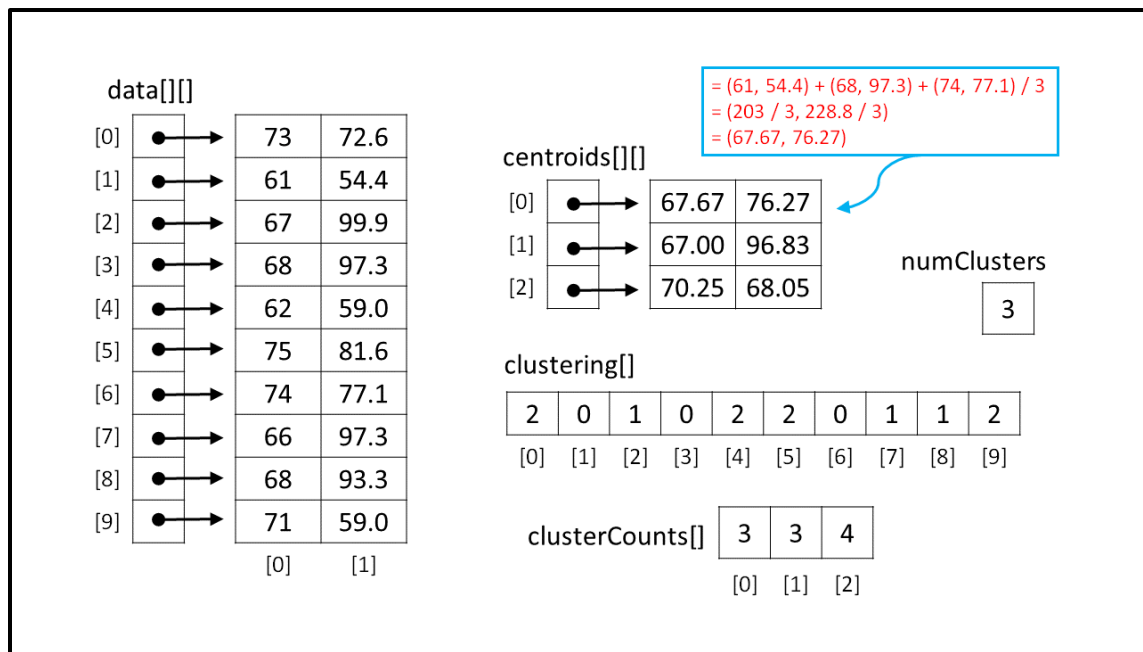 data[][]
[0] 73 72.6
[1] 61 54.4
[2] 67 99.9
[3] 68 97.3
[4] 62 59.0
[5] 75 81.6
[6] 74 77.1
[7] 66 97.3
[8] 68 93.3
[9] 71 59.0
[0] [1]
= (61, 54.4) + (68, 97.3) + (74, 77.1) / 3
= (203 / 3, 228.8 / 3)
= (67.67, 76.27)
centroids[][]
[0] 67.67 76.27
[1] 67.00 96.83
[2] 70.25 68.05
numClusters
3
clustering[]
2 0 1 0 2 2 0 1 1 2
[0] [1] [2] [3] [4] [5] [6] [7] [8] [9]
clusterCounts[] 3 3 4
[0] [1] [2]